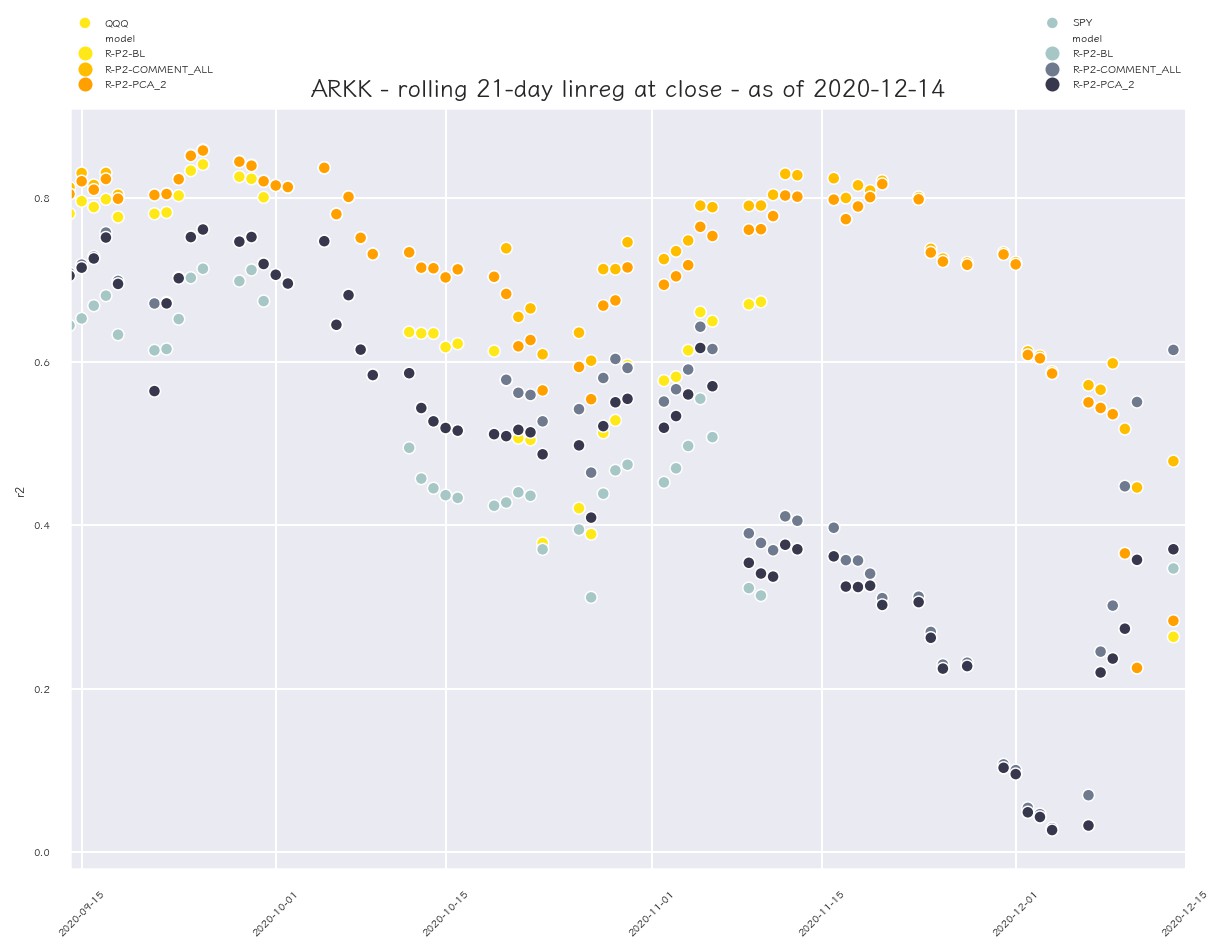 QQQ
model
R-P2-BL
R-P2-COMMENT_ALL
R-P2-PCA_2
SPY
model
R-P2-BL
R-P2-COMMENT_ALL
R-P2-PCA_2
ARKK - rolling 21-day linreg at close - as of 2020-12-14
r2
0.8
0.6
0.4
0.2
0.0
2020-09-15
2020-10-01
2020-10-15
2020-11-01
2020-11-15
2020-12-01
2020-12-15